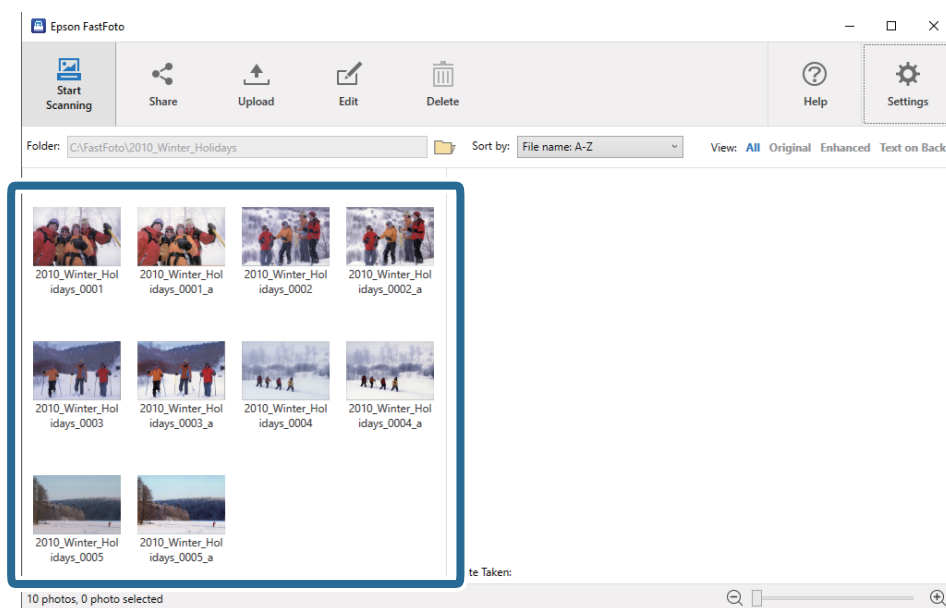 Epson FastFoto
Start
Scanning
Share
Upload
Edit
Delete
Help
Settings
Folder: C:\FastFoto\2010_Winter_Holidays
Sort by: File name: A-Z
View: All Original Enhanced Text on Back
2010_Winter_Hol
idays_0001
2010_Winter_Hol
idays_0001_a
2010_Winter_Hol
idays_0002
2010_Winter_Hol
idays_0002_a
2010_Winter_Hol
idays_0003
2010_Winter_Hol
idays_0003_a
2010_Winter_Hol
idays_0004
2010_Winter_Hol
idays_0004_a
2010_Winter_Hol
idays_0005
2010_Winter_Hol
idays_0005_a
te Taken:
10 photos, 0 photo selected